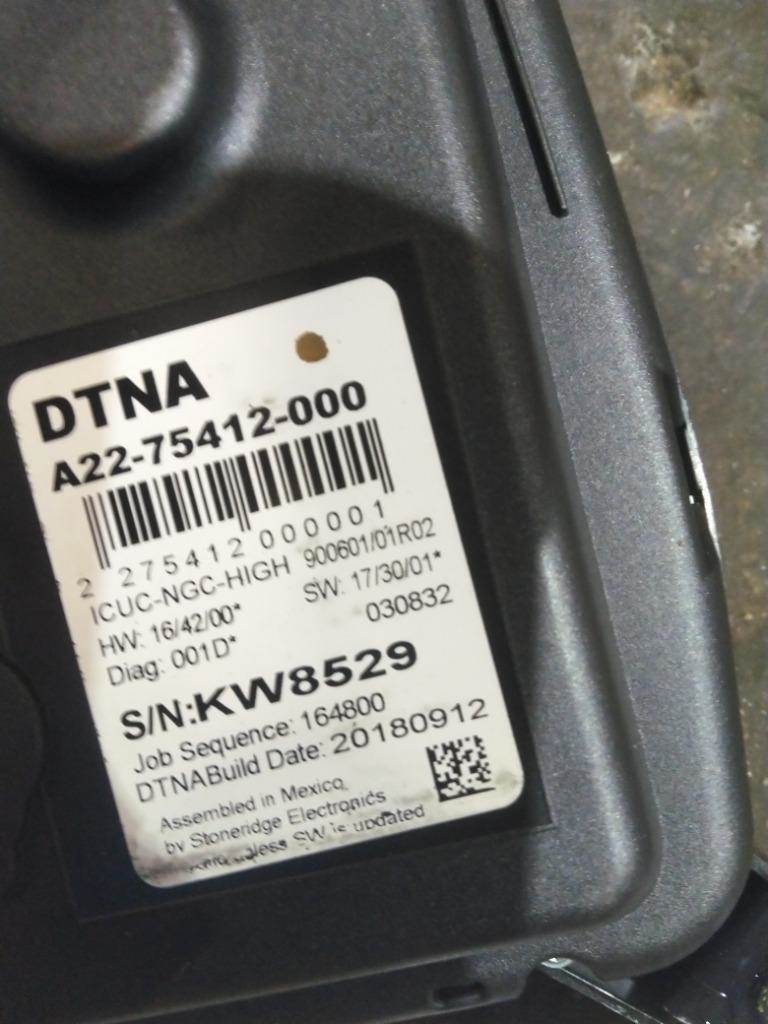 DTNA
A22-75412-000
2 275412 000001
ICUC-NGC-HIGH 900601/01R02
HW: 16/42/00* SW: 17/30/01*
Diag: 001D* 030832
S/N:KW8529
Job Sequence: 164800
DTNABuild Date: 20180912
Assembled in Mexico
by Stoneridge Electronics
SW is updated